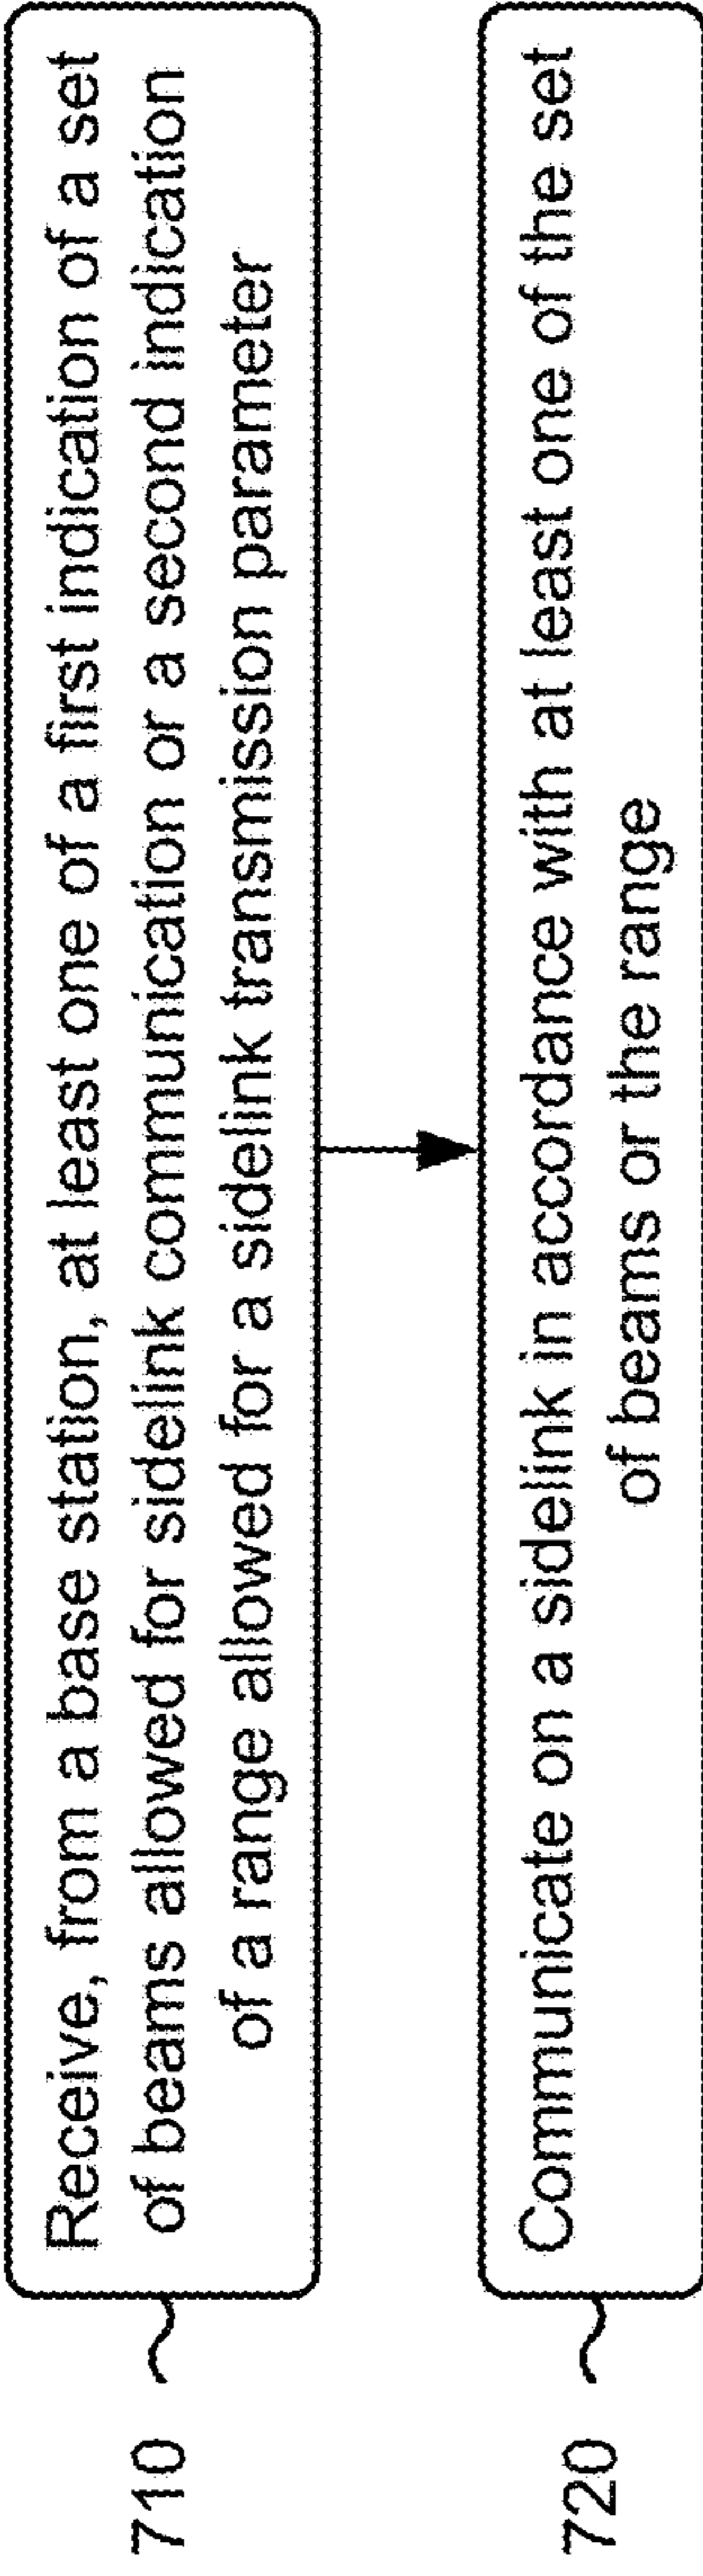 710
Receive, from a base station, at least one of a first indication of a set
of beams allowed for sidelink communication or a second indication
of a range allowed for a sidelink transmission parameter
720
Communicate on a sidelink in accordance with at least one of the set
of beams or the range